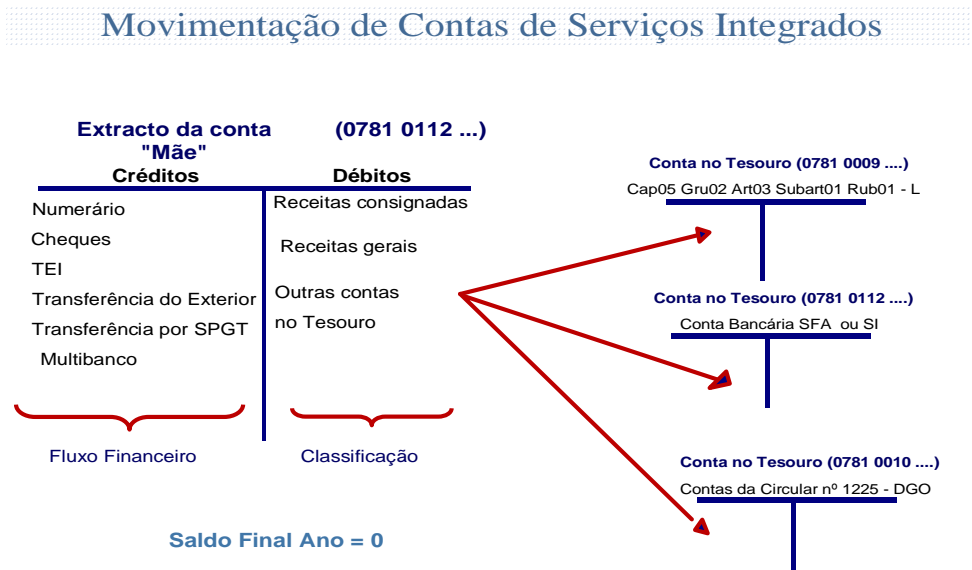 Movimentação de Contas de Serviços Integrados
Extracto da conta (0781 0112 ...)
"Mãe"
Créditos Débitos
Numerário
Cheques
TEI
Transferência do Exterior
Transferência por SPGT
Multibanco
Receitas consignadas
Receitas gerais
Outras contas
no Tesouro
Fluxo Financeiro
Classificação
Saldo Final Ano = 0
Conta no Tesouro (0781 0009 ....)
Cap05 Gru02 Art03 Subart01 Rub01 - L
Conta no Tesouro (0781 0112 ....)
Conta Bancária SFA ou SI
Conta no Tesouro (0781 0010 ....)
Contas da Circular nº 1225 - DGO